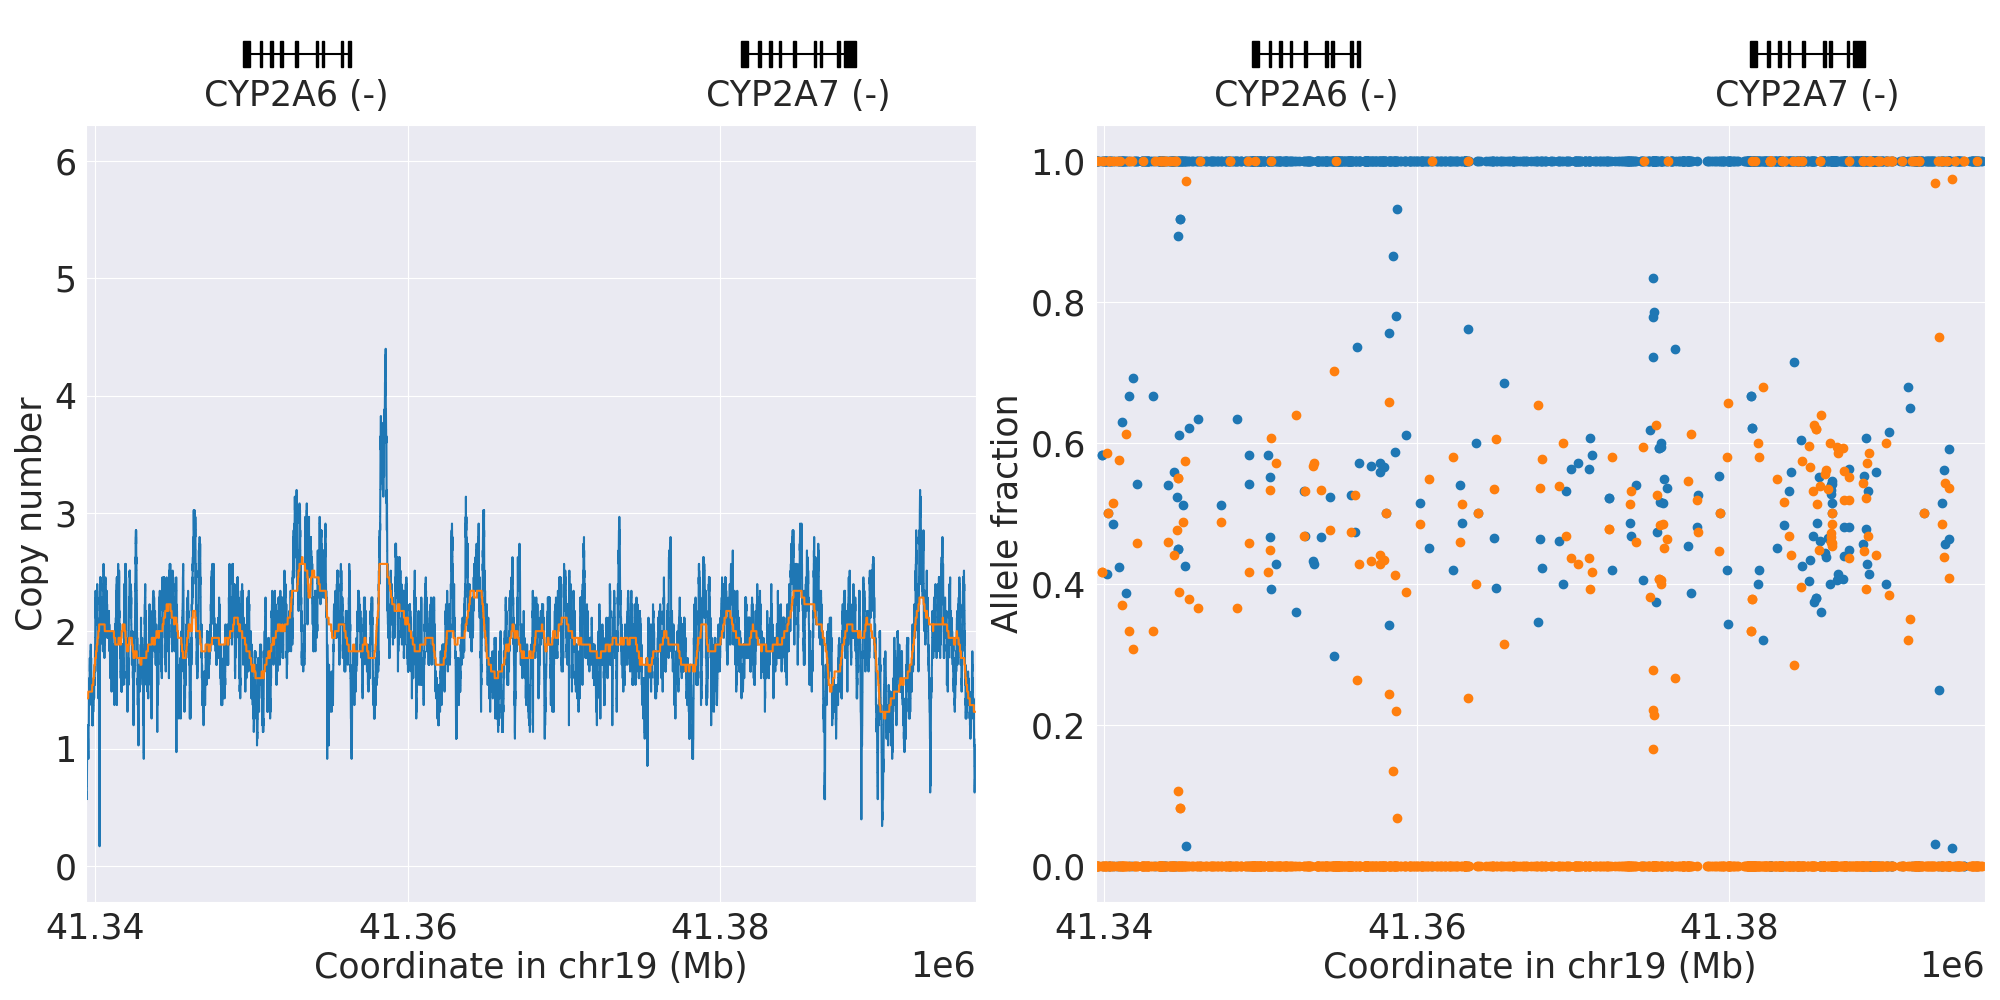 CYP2A6 (-)
CYP2A7 (-)
6
5
4
3
2
1
0
Copy number
41.34
41.36
41.38
Coordinate in chr19 (Mb)
1e6
CYP2A6 (-)
CYP2A7 (-)
1.0
0.8
0.6
0.4
0.2
0.0
Allele fraction
41.34
41.36
41.38
Coordinate in chr19 (Mb)
1e6